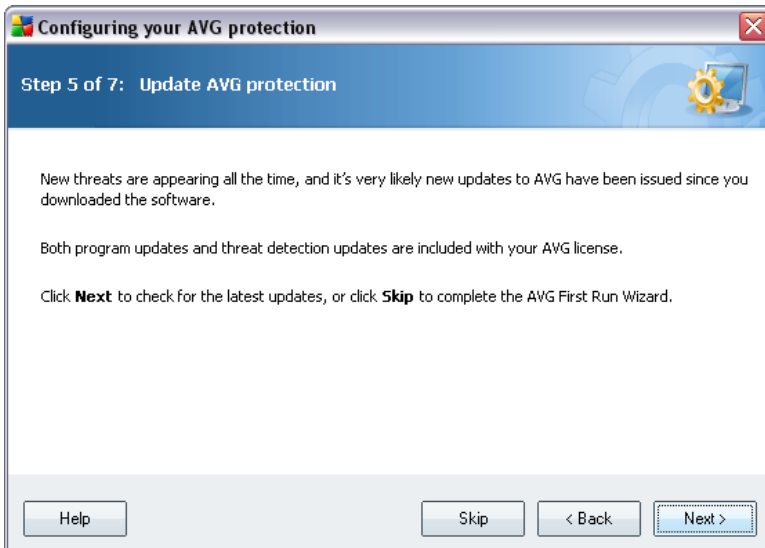 Configuring your AVG protection
Step 5 of 7: Update AVG protection
New threats are appearing all the time, and it's very likely new updates to AVG have been issued since you
downloaded the software.
Both program updates and threat detection updates are included with your AVG license.
Click Next to check for the latest updates, or click Skip to complete the AVG First Run Wizard.
Help
Skip
< Back
Next >